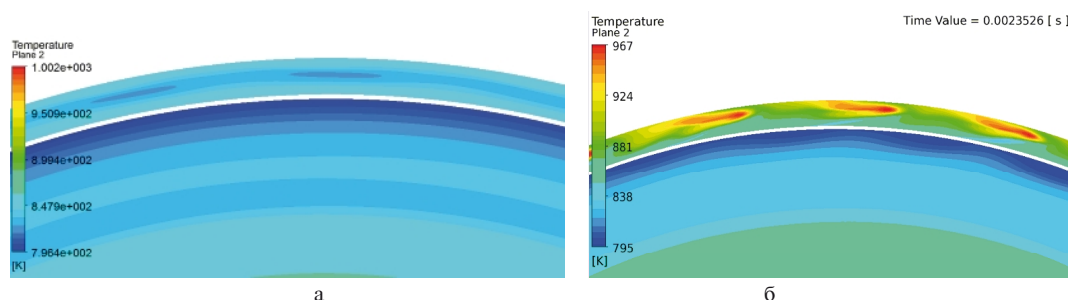 Temperature
Plane 2
1.002e+003
9.509e+002
8.994e+002
8.479e+002
7.964e+002
[K]
а
Temperature
Plane 2
Time Value = 0.0023526 [ s ]
967
924
881
838
795
[K]
б